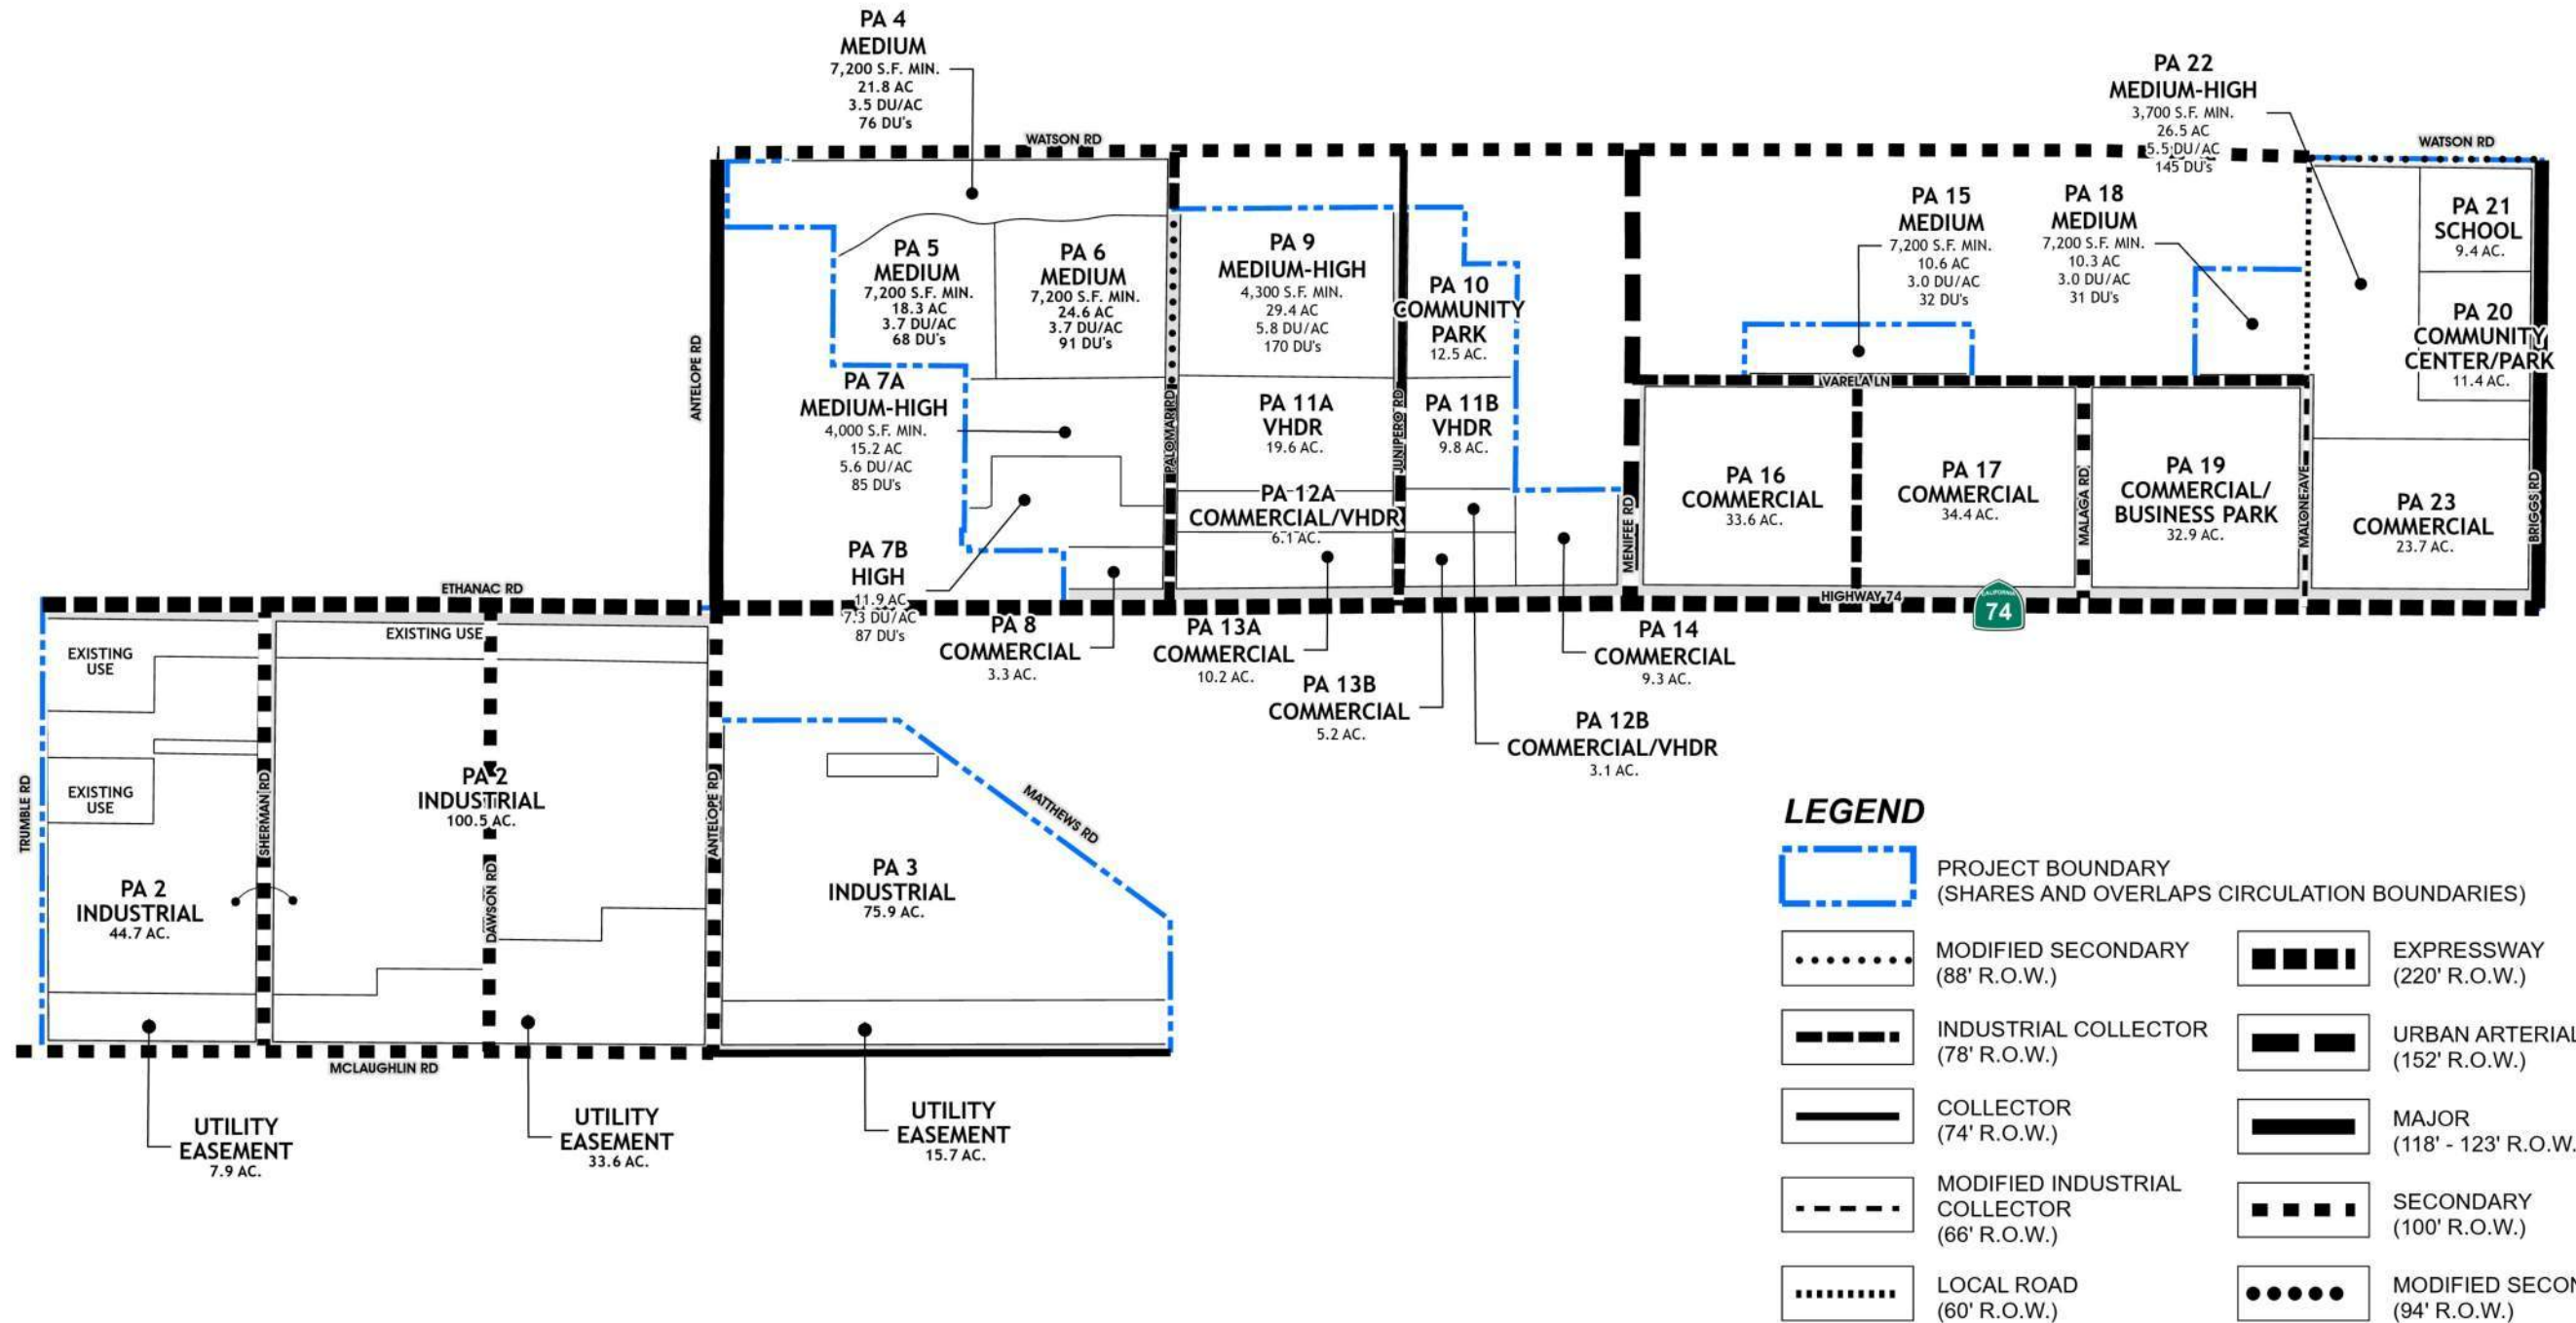 PA 4
MEDIUM
7,200 S.F. MIN.
21.8 AC
3.5 DU/AC
76 DU's
WATSON RD
PA 22
MEDIUM-HIGH
3,700 S.F. MIN.
26.5 AC
5.5 DU/AC
145 DU's
WATSON RD
PA 5
MEDIUM
7,200 S.F. MIN.
18.3 AC
3.7 DU/AC
68 DU's
PA 6
MEDIUM
7,200 S.F. MIN.
24.6 AC
3.7 DU/AC
91 DU's
PA 9
MEDIUM-HIGH
4,300 S.F. MIN.
29.4 AC
5.8 DU/AC
170 DU's
PA 10
COMMUNITY
PARK
12.5 AC.
PA 15
MEDIUM
7,200 S.F. MIN.
10.6 AC
3.0 DU/AC
32 DU's
PA 18
MEDIUM
7,200 S.F. MIN.
10.3 AC
3.0 DU/AC
31 DU's
PA 21
SCHOOL
9.4 AC.
PA 20
COMMUNITY
CENTER/PARK
11.4 AC.
ANTELOPE RD
PA 7A
MEDIUM-HIGH
4,000 S.F. MIN.
15.2 AC
5.6 DU/AC
85 DU's
PALOMAR RD
PA 11A
VHDR
19.6 AC.
JUNIPERO RD
PA 11B
VHDR
9.8 AC.
VARELA LN
PA 12A
COMMERCIAL/VHDR
6.1 AC.
MENIFEE RD
PA 16
COMMERCIAL
33.6 AC.
PA 17
COMMERCIAL
34.4 AC.
MALAGA RD
PA 19
COMMERCIAL/
BUSINESS PARK
32.9 AC.
MALONE AVE
PA 23
COMMERCIAL
23.7 AC.
BRIGGS RD
PA 7B
HIGH
11.9 AC
7.3 DU/AC
87 DU's
ETHANAC RD
HIGHWAY 74
CALIFORNIA
74
EXISTING USE
EXISTING
USE
PA 8
COMMERCIAL
3.3 AC.
PA 13A
COMMERCIAL
10.2 AC.
PA 13B
COMMERCIAL
5.2 AC.
PA 14
COMMERCIAL
9.3 AC.
PA 12B
COMMERCIAL/VHDR
3.1 AC.
TRUMBLE RD
EXISTING
USE
SHERMAN RD
PA 2
INDUSTRIAL
100.5 AC.
ANTELOPE RD
MATTHEWS RD
PA 2
INDUSTRIAL
44.7 AC.
DAWSON RD
PA 3
INDUSTRIAL
75.9 AC.
MCLAUGHLIN RD
UTILITY
EASEMENT
7.9 AC.
UTILITY
EASEMENT
33.6 AC.
UTILITY
EASEMENT
15.7 AC.
LEGEND
PROJECT BOUNDARY
(SHARES AND OVERLAPS CIRCULATION BOUNDARIES)
MODIFIED SECONDARY
(88' R.O.W.)
INDUSTRIAL COLLECTOR
(78' R.O.W.)
COLLECTOR
(74' R.O.W.)
MODIFIED INDUSTRIAL
COLLECTOR
(66' R.O.W.)
LOCAL ROAD
(60' R.O.W.)
EXPRESSWAY
(220' R.O.W.)
URBAN ARTERIAL
(152' R.O.W.)
MAJOR
(118' - 123' R.O.W.
SECONDARY
(100' R.O.W.)
MODIFIED SECON
(94' R.O.W.)